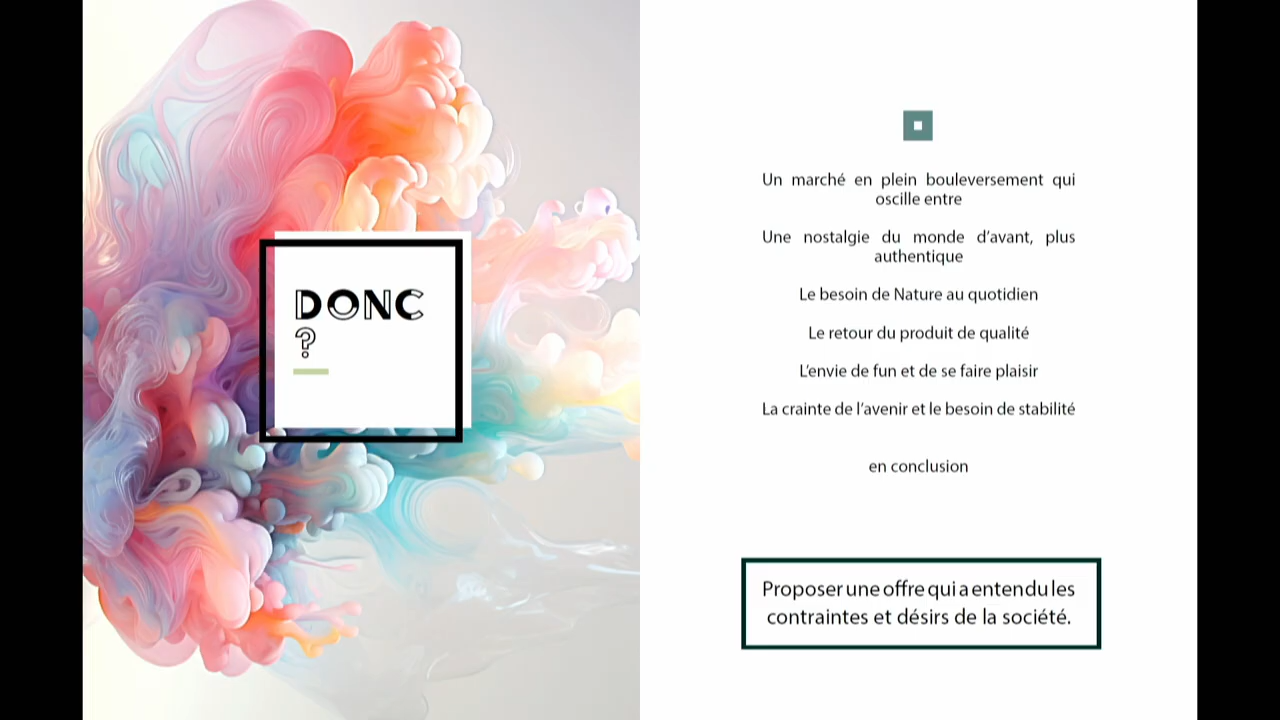 DONC
?
Un marché en plein bouleversement qui
oscille entre
Une nostalgie du monde d’avant, plus
authentique
Le besoin de Nature au quotidien
Le retour du produit de qualité
L’envie de fun et de se faire plaisir
La crainte de l’avenir et le besoin de stabilité
en conclusion
Proposer une offre qui a entendu les
contraintes et désirs de la société.